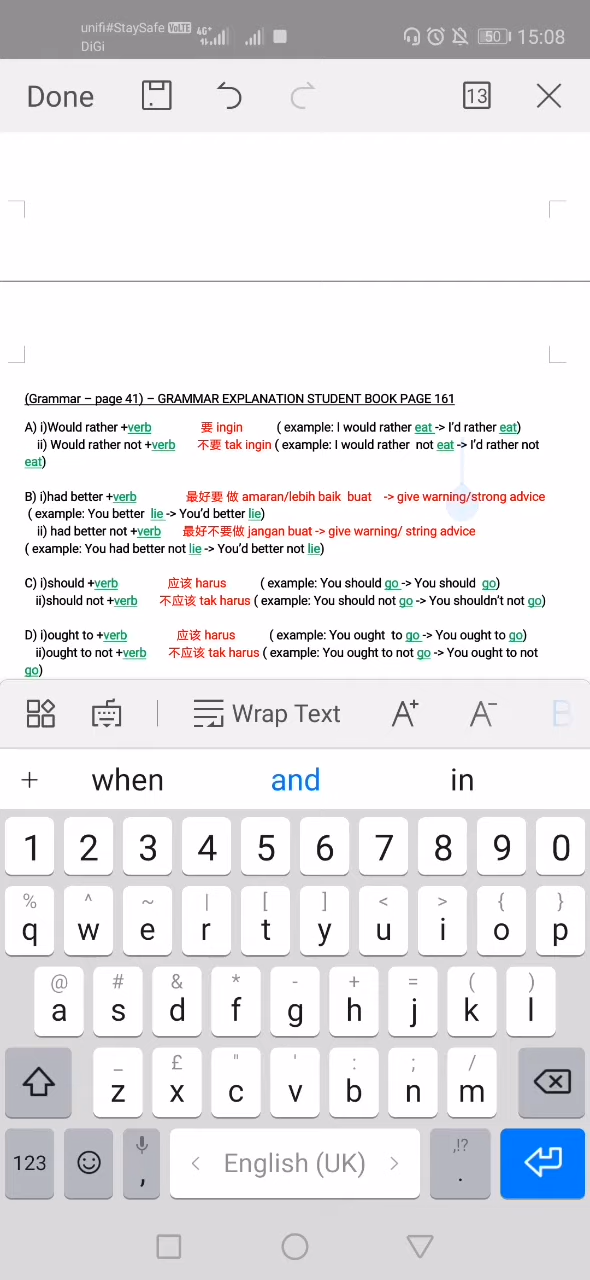 unifi#StaySafe VoLTE 4G+ 50 15:08
DiGi
Done 13
(Grammar – page 41) – GRAMMAR EXPLANATION STUDENT BOOK PAGE 161
A) i)Would rather +verb 要 ingin ( example: I would rather eat -> I'd rather eat)
ii) Would rather not +verb 不要 tak ingin ( example: I would rather not eat -> I'd rather not
eat)
B) i)had better +verb 最好要 做 amaran/lebih baik buat -> give warning/strong advice
( example: You better lie -> You'd better lie)
ii) had better not +verb 最好不要做 jangan buat -> give warning/ string advice
( example: You had better not lie -> You'd better not lie)
C) i)should +verb 应该 harus ( example: You should go -> You should go)
ii)should not +verb 不应该 tak harus ( example: You should not go -> You shouldn't not go)
D) i)ought to +verb 应该 harus ( example: You ought to go -> You ought to go)
ii)ought to not +verb 不应该 tak harus ( example: You ought to not go -> You ought to not
go)
Wrap Text A+ A- B
+ when and in
1 2 3 4 5 6 7 8 9 0
% ^ ~ | [ ] < > { }
q w e r t y u i o p
@ # & * - + = ( )
a s d f g h j k l
_ £ " ' : ; /
z x c v b n m
123 , < English (UK) > ,!? .